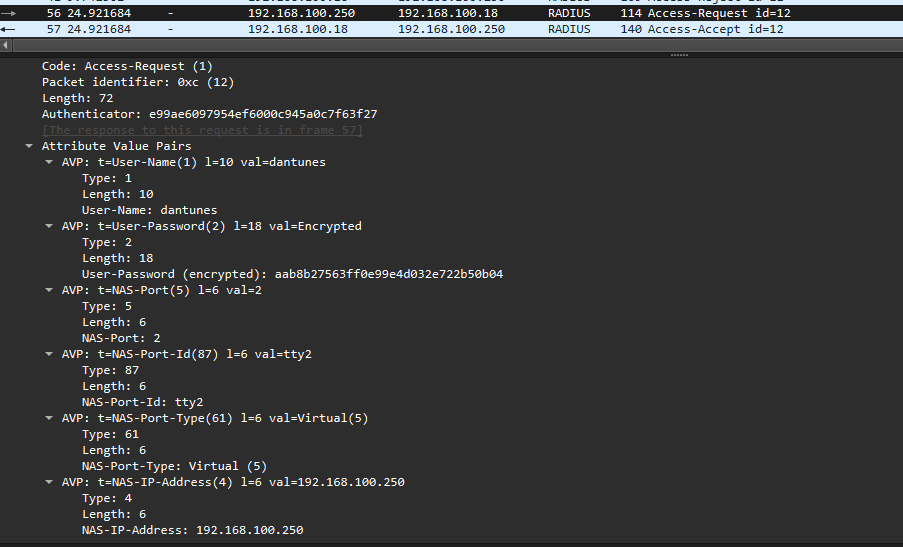 56 24.921684 - 192.168.100.250 192.168.100.18 RADIUS 114 Access-Request id=12
57 24.921684 - 192.168.100.18 192.168.100.250 RADIUS 140 Access-Accept id=12
Code: Access-Request (1)
Packet identifier: 0xc (12)
Length: 72
Authenticator: e99ae6097954ef6000c945a0c7f63f27
[The response to this request is in frame 57]
Attribute Value Pairs
AVP: t=User-Name(1) l=10 val=dantunes
Type: 1
Length: 10
User-Name: dantunes
AVP: t=User-Password(2) l=18 val=Encrypted
Type: 2
Length: 18
User-Password (encrypted): aab8b27563ff0e99e4d032e722b50b04
AVP: t=NAS-Port(5) l=6 val=2
Type: 5
Length: 6
NAS-Port: 2
AVP: t=NAS-Port-Id(87) l=6 val=tty2
Type: 87
Length: 6
NAS-Port-Id: tty2
AVP: t=NAS-Port-Type(61) l=6 val=Virtual(5)
Type: 61
Length: 6
NAS-Port-Type: Virtual (5)
AVP: t=NAS-IP-Address(4) l=6 val=192.168.100.250
Type: 4
Length: 6
NAS-IP-Address: 192.168.100.250